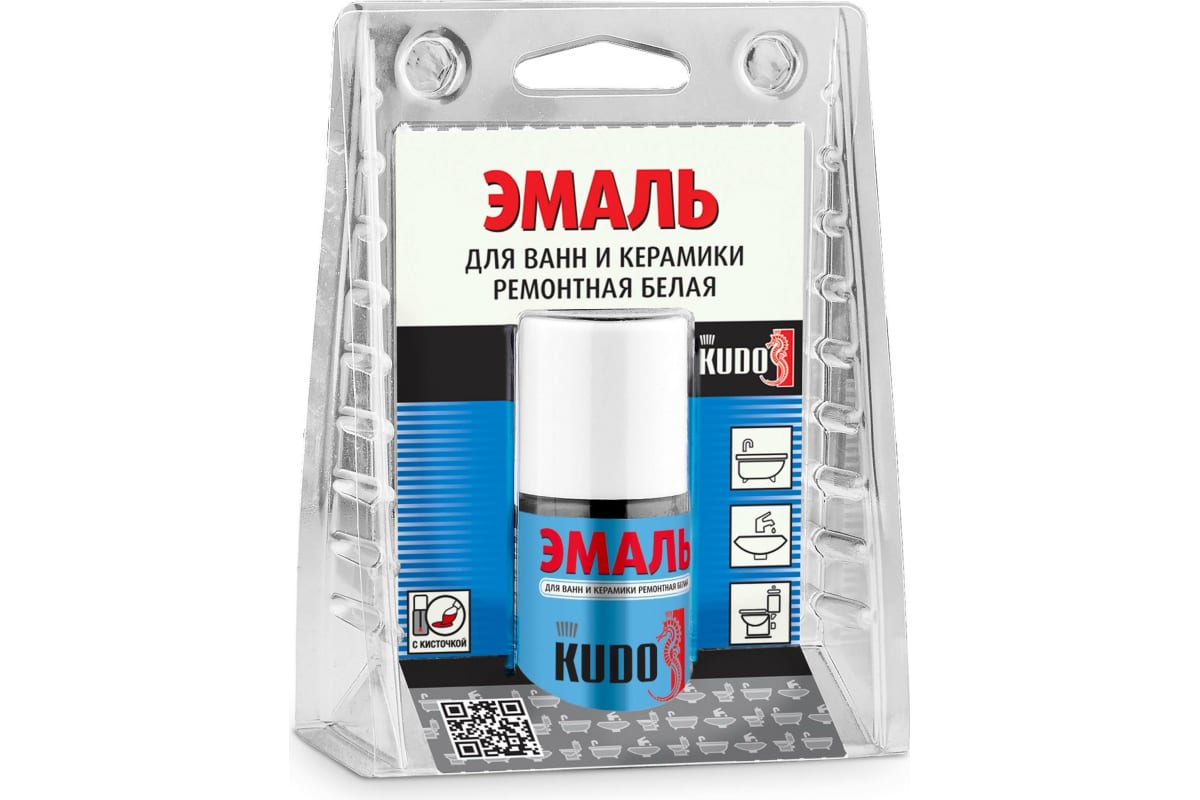 ЭМАЛЬ
ДЛЯ ВАНН И КЕРАМИКИ
РЕМОНТНАЯ БЕЛАЯ
KUDO
ЭМАЛЬ
ДЛЯ ВАНН И КЕРАМИКИ РЕМОНТНАЯ БЕЛАЯ
KUDO
С КИСТОЧКОЙ